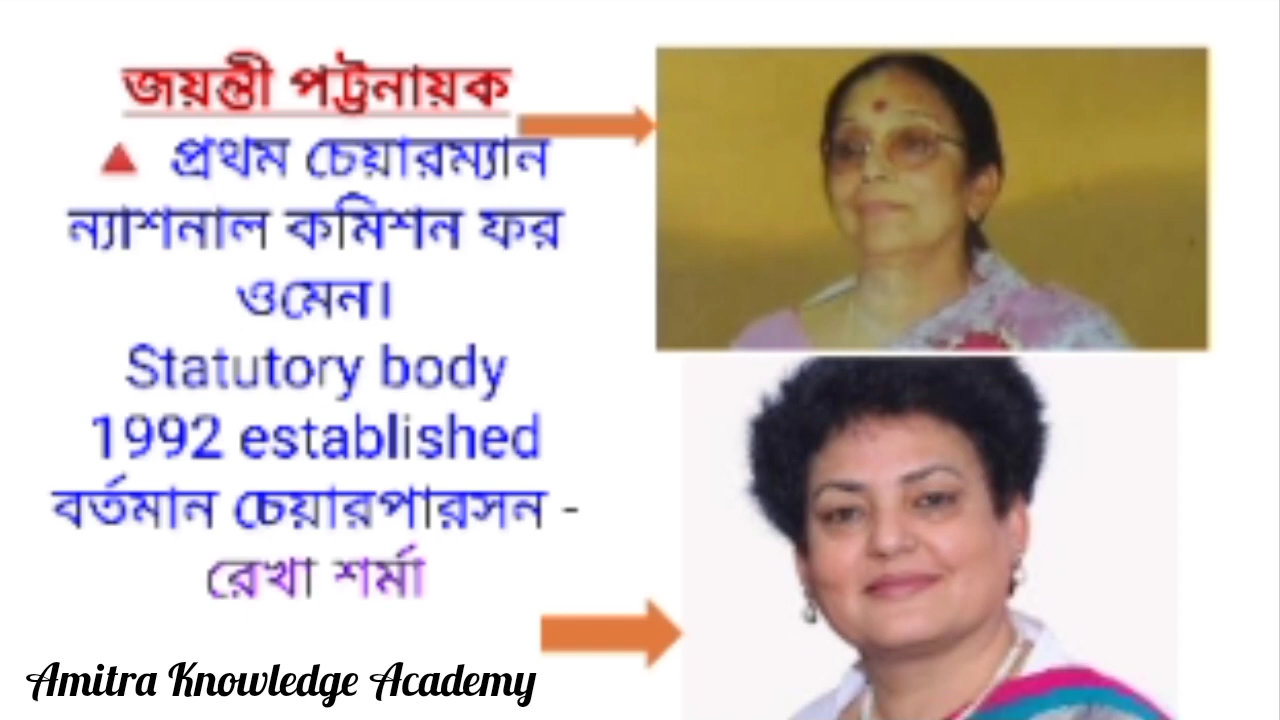 জয়ন্তী পট্টনায়ক
🔺 প্রথম চেয়ারম্যান
ন্যাশনাল কমিশন ফর
ওমেন।
Statutory body
1992 established
বর্তমান চেয়ারপারসন -
রেখা শর্মা
Amitra Knowledge Academy